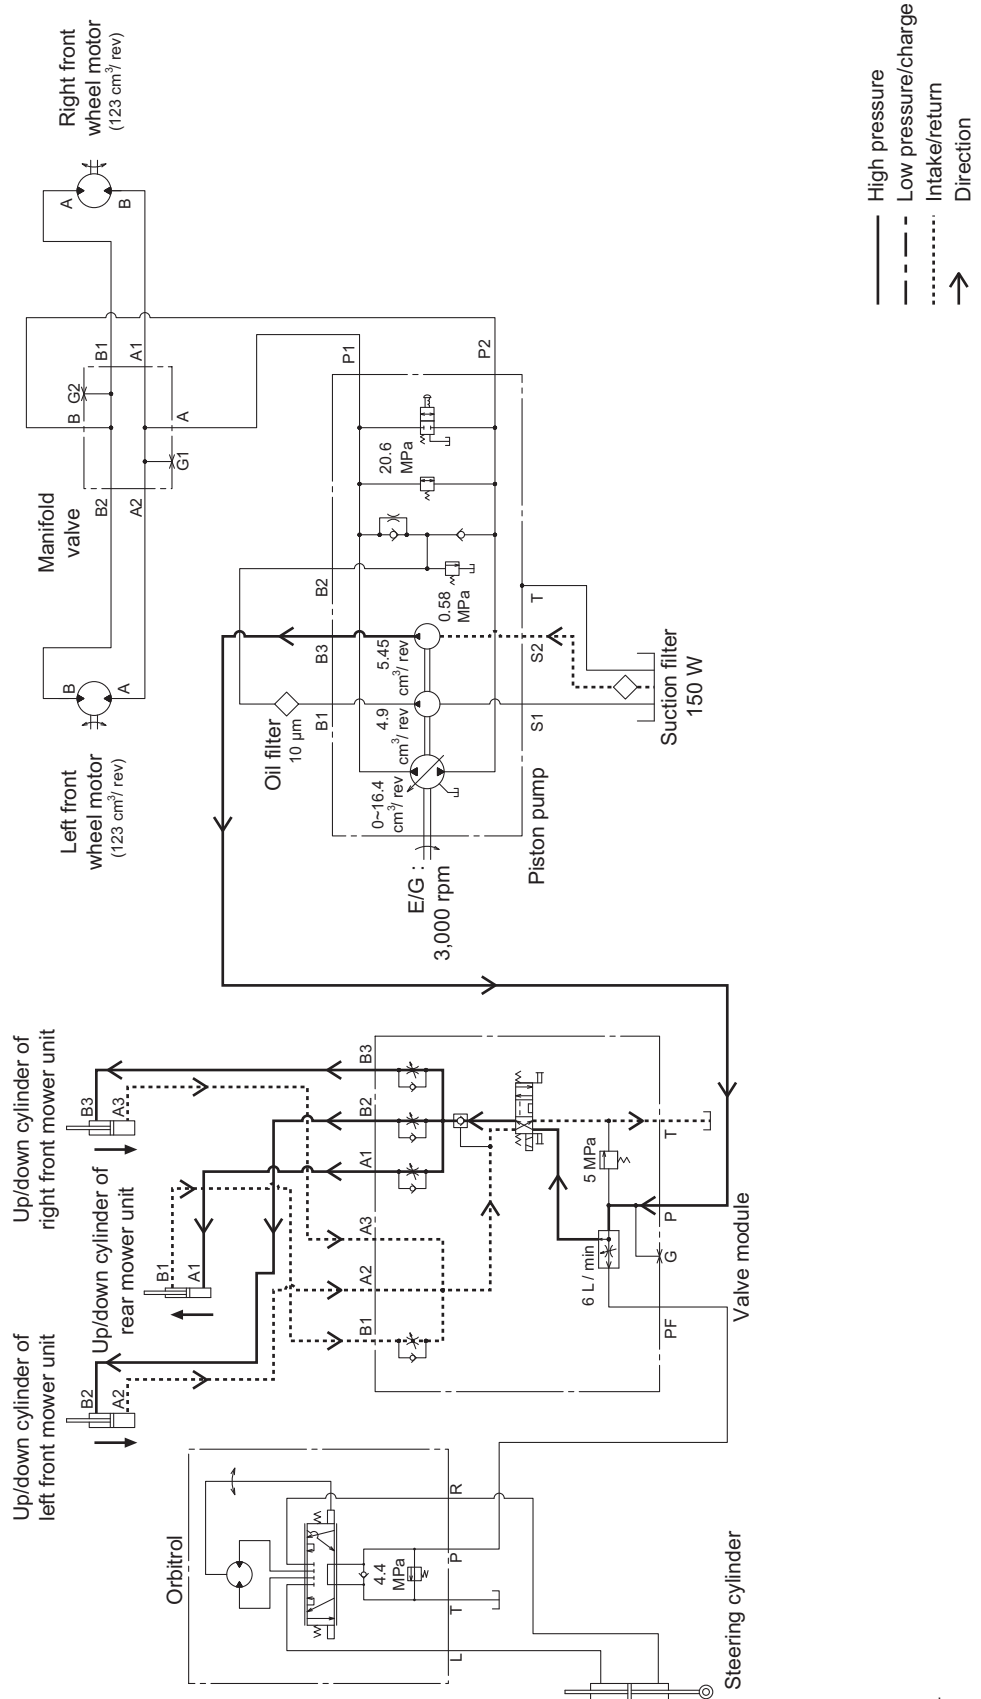 Right front
wheel motor
(123 cm³/ rev)
A
B
B1
A1
G2
B
A
G1
B2
A2
Manifold
valve
Left front
wheel motor
(123 cm³/ rev)
B
A
P1
P2
20.6
MPa
0.58
MPa
B2
T
B3
5.45
cm³/ rev
S2
Oil filter
10 µm
B1
4.9
cm³/ rev
S1
Suction filter
150 W
0~16.4
cm³/ rev
Piston pump
E/G :
3,000 rpm
High pressure
Low pressure/charge
Intake/return
Direction
Up/down cylinder of
right front mower unit
B3
A3
Up/down cylinder of
rear mower unit
B1
A1
Up/down cylinder of
left front mower unit
B2
A2
B3
B2
A1
A3
A2
B1
5 MPa
6 L / min
T
P
G
PF
Valve module
Orbitrol
4.4
MPa
R
P
T
L
Steering cylinder